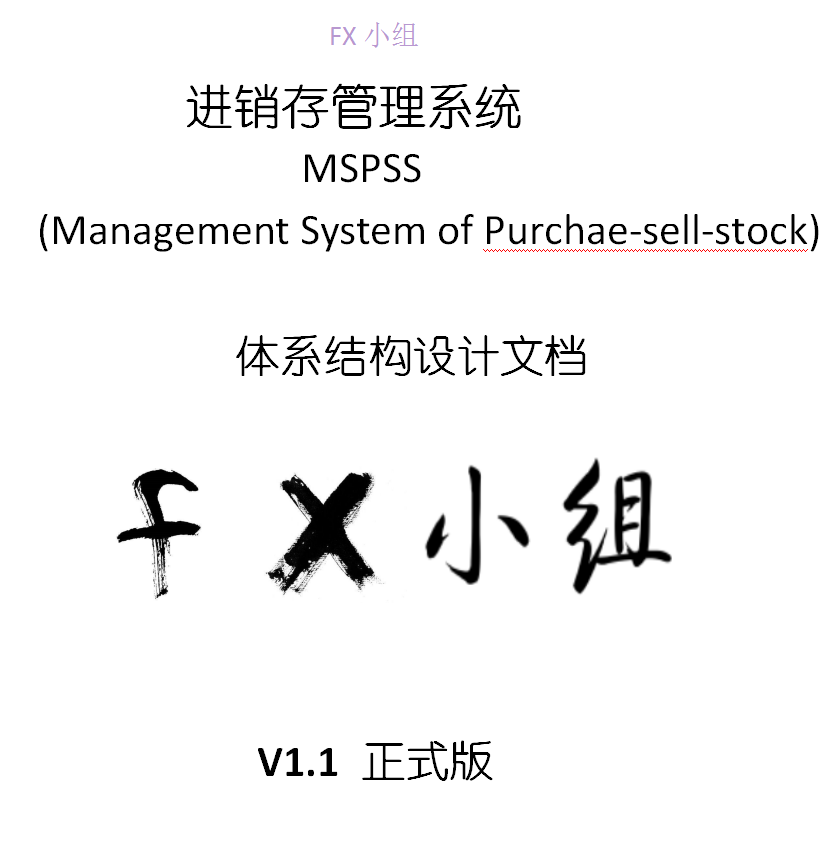 FX 小组
进销存管理系统
MSPSS
(Management System of Purchae-sell-stock)
体系结构设计文档
f X 小组
V1.1 正式版